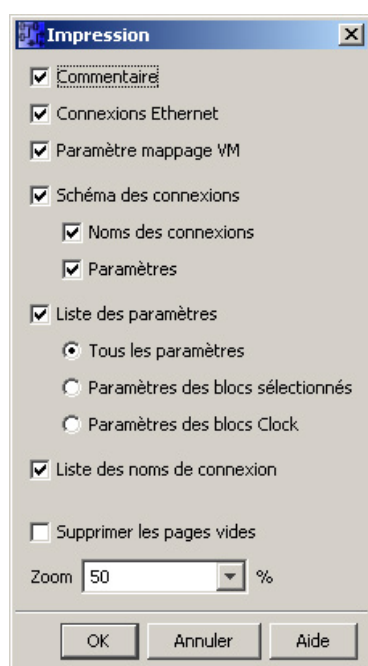 Impression
Commentaire
Connexions Ethernet
Paramètre mappage VM
Schéma des connexions
Noms des connexions
Paramètres
Liste des paramètres
Tous les paramètres
Paramètres des blocs sélectionnés
Paramètres des blocs Clock
Liste des noms de connexion
Supprimer les pages vides
Zoom 50 %
OK Annuler Aide